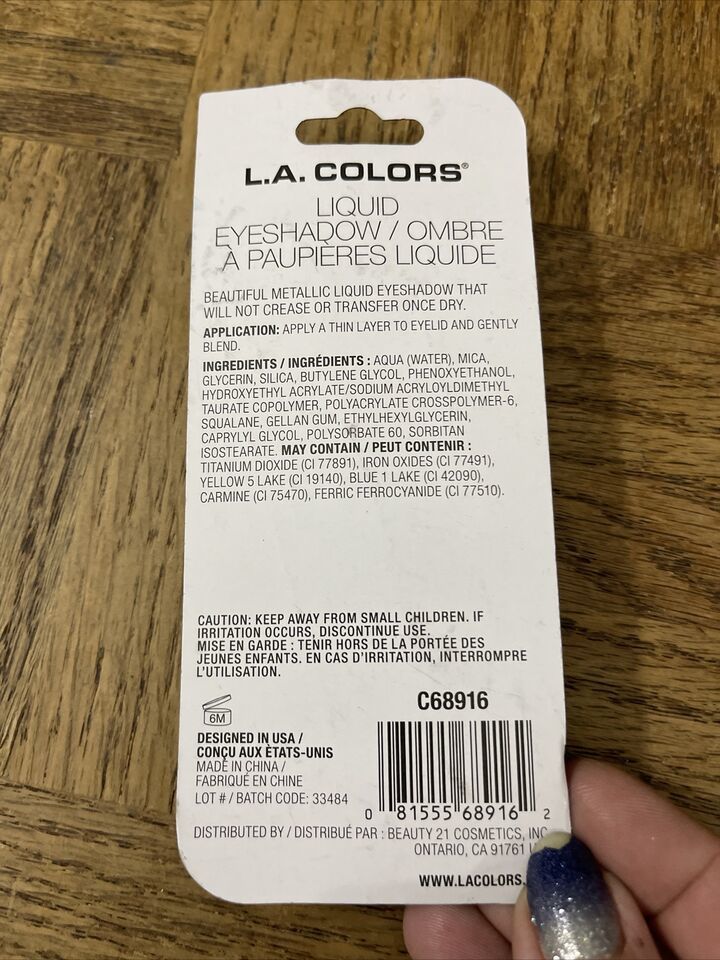 L.A. COLORS®
LIQUID
EYESHADOW / OMBRE
À PAUPIÈRES LIQUIDE
BEAUTIFUL METALLIC LIQUID EYESHADOW THAT
WILL NOT CREASE OR TRANSFER ONCE DRY.
APPLICATION: APPLY A THIN LAYER TO EYELID AND GENTLY
BLEND.
INGREDIENTS / INGRÉDIENTS : AQUA (WATER), MICA,
GLYCERIN, SILICA, BUTYLENE GLYCOL, PHENOXYETHANOL,
HYDROXYETHYL ACRYLATE/SODIUM ACRYLOYLDIMETHYL
TAURATE COPOLYMER, POLYACRYLATE CROSSPOLYMER-6,
SQUALANE, GELLAN GUM, ETHYLHEXYLGLYCERIN,
CAPRYLYL GLYCOL, POLYSORBATE 60, SORBITAN
ISOSTEARATE. MAY CONTAIN / PEUT CONTENIR :
TITANIUM DIOXIDE (CI 77891), IRON OXIDES (CI 77491),
YELLOW 5 LAKE (CI 19140), BLUE 1 LAKE (CI 42090),
CARMINE (CI 75470), FERRIC FERROCYANIDE (CI 77510).
CAUTION: KEEP AWAY FROM SMALL CHILDREN. IF
IRRITATION OCCURS, DISCONTINUE USE.
MISE EN GARDE : TENIR HORS DE LA PORTÉE DES
JEUNES ENFANTS. EN CAS D'IRRITATION, INTERROMPRE
L'UTILISATION.
6M
C68916
DESIGNED IN USA /
CONÇU AUX ÈTATS-UNIS
MADE IN CHINA /
FABRIQUÉ EN CHINE
LOT # / BATCH CODE: 33484
0 81555 68916 2
DISTRIBUTED BY / DISTRIBUÉ PAR : BEAUTY 21 COSMETICS, INC
ONTARIO, CA 91761
WWW.LACOLORS.